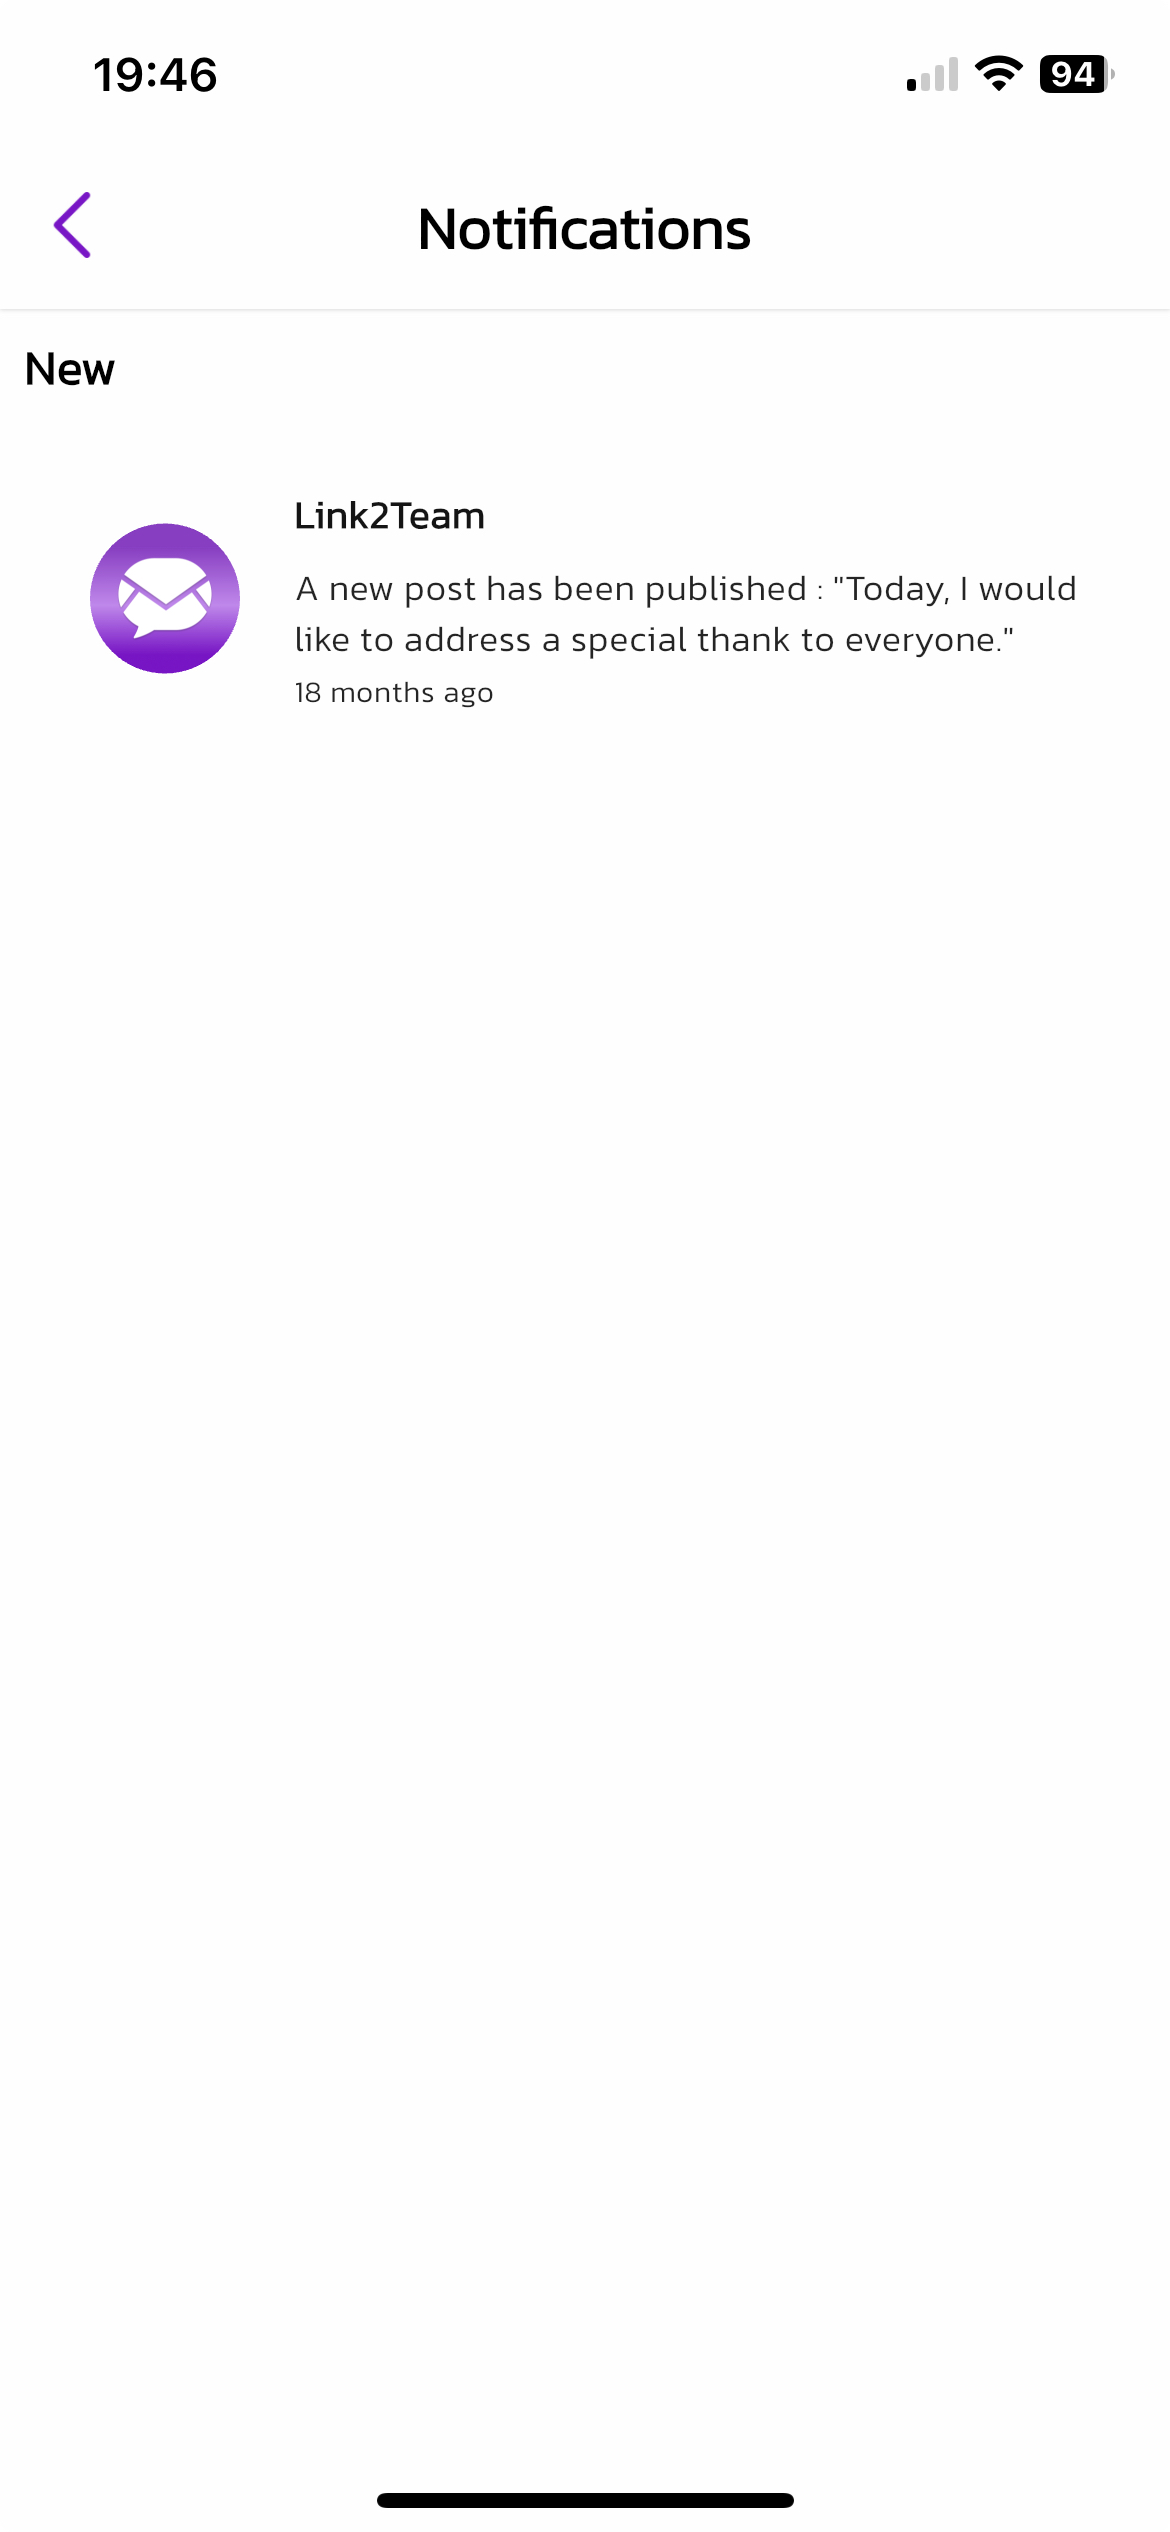 19:46
94
Notifications
New
Link2Team
A new post has been published : "Today, I would
like to address a special thank to everyone."
18 months ago